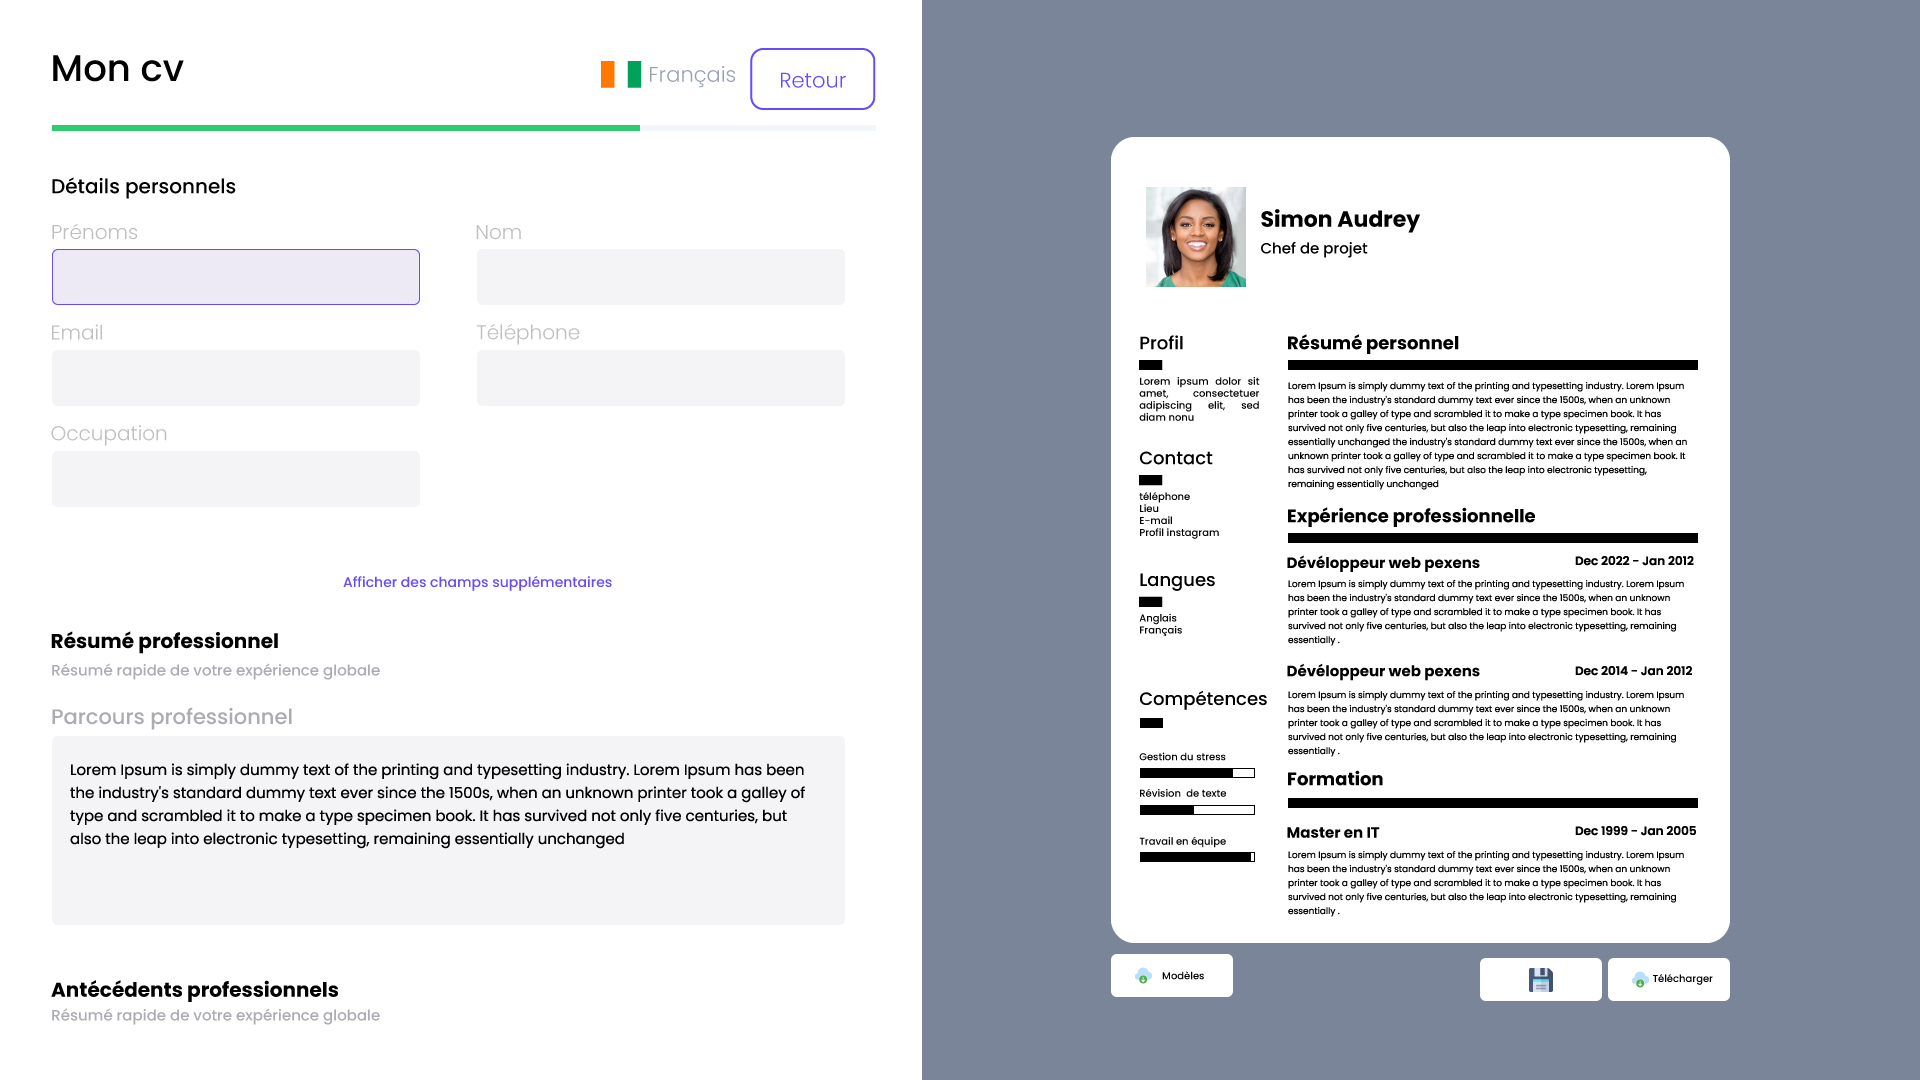 Mon cv
Français
Retour
Détails personnels
Prénoms
Nom
Email
Téléphone
Occupation
Afficher des champs supplémentaires
Résumé professionnel
Résumé rapide de votre expérience globale
Parcours professionnel
Lorem Ipsum is simply dummy text of the printing and typesetting industry. Lorem Ipsum has been
the industry's standard dummy text ever since the 1500s, when an unknown printer took a galley of
type and scrambled it to make a type specimen book. It has survived not only five centuries, but
also the leap into electronic typesetting, remaining essentially unchanged
Antécédents professionnels
Résumé rapide de votre expérience globale
Simon Audrey
Chef de projet
Profil
Lorem ipsum dolor sit
amet, consectetuer
adipiscing elit, sed
diam nonu
Contact
téléphone
Lieu
E-mail
Profil instagram
Langues
Anglais
Français
Compétences
Gestion du stress
Révision de texte
Travail en équipe
Résumé personnel
Lorem Ipsum is simply dummy text of the printing and typesetting industry. Lorem Ipsum
has been the industry's standard dummy text ever since the 1500s, when an unknown
printer took a galley of type and scrambled it to make a type specimen book. It has
survived not only five centuries, but also the leap into electronic typesetting, remaining
essentially unchanged the industry's standard dummy text ever since the 1500s, when an
unknown printer took a galley of type and scrambled it to make a type specimen book. It
has survived not only five centuries, but also the leap into electronic typesetting,
remaining essentially unchanged
Expérience professionnelle
Dévéloppeur web pexens
Dec 2022 - Jan 2012
Lorem Ipsum is simply dummy text of the printing and typesetting industry. Lorem Ipsum
has been the industry's standard dummy text ever since the 1500s, when an unknown
printer took a galley of type and scrambled it to make a type specimen book. It has
survived not only five centuries, but also the leap into electronic typesetting, remaining
essentially .
Dévéloppeur web pexens
Dec 2014 - Jan 2012
Lorem Ipsum is simply dummy text of the printing and typesetting industry. Lorem Ipsum
has been the industry's standard dummy text ever since the 1500s, when an unknown
printer took a galley of type and scrambled it to make a type specimen book. It has
survived not only five centuries, but also the leap into electronic typesetting, remaining
essentially .
Formation
Master en IT
Dec 1999 - Jan 2005
Lorem Ipsum is simply dummy text of the printing and typesetting industry. Lorem Ipsum
has been the industry's standard dummy text ever since the 1500s, when an unknown
printer took a galley of type and scrambled it to make a type specimen book. It has
survived not only five centuries, but also the leap into electronic typesetting, remaining
essentially .
Modèles
Télécharger